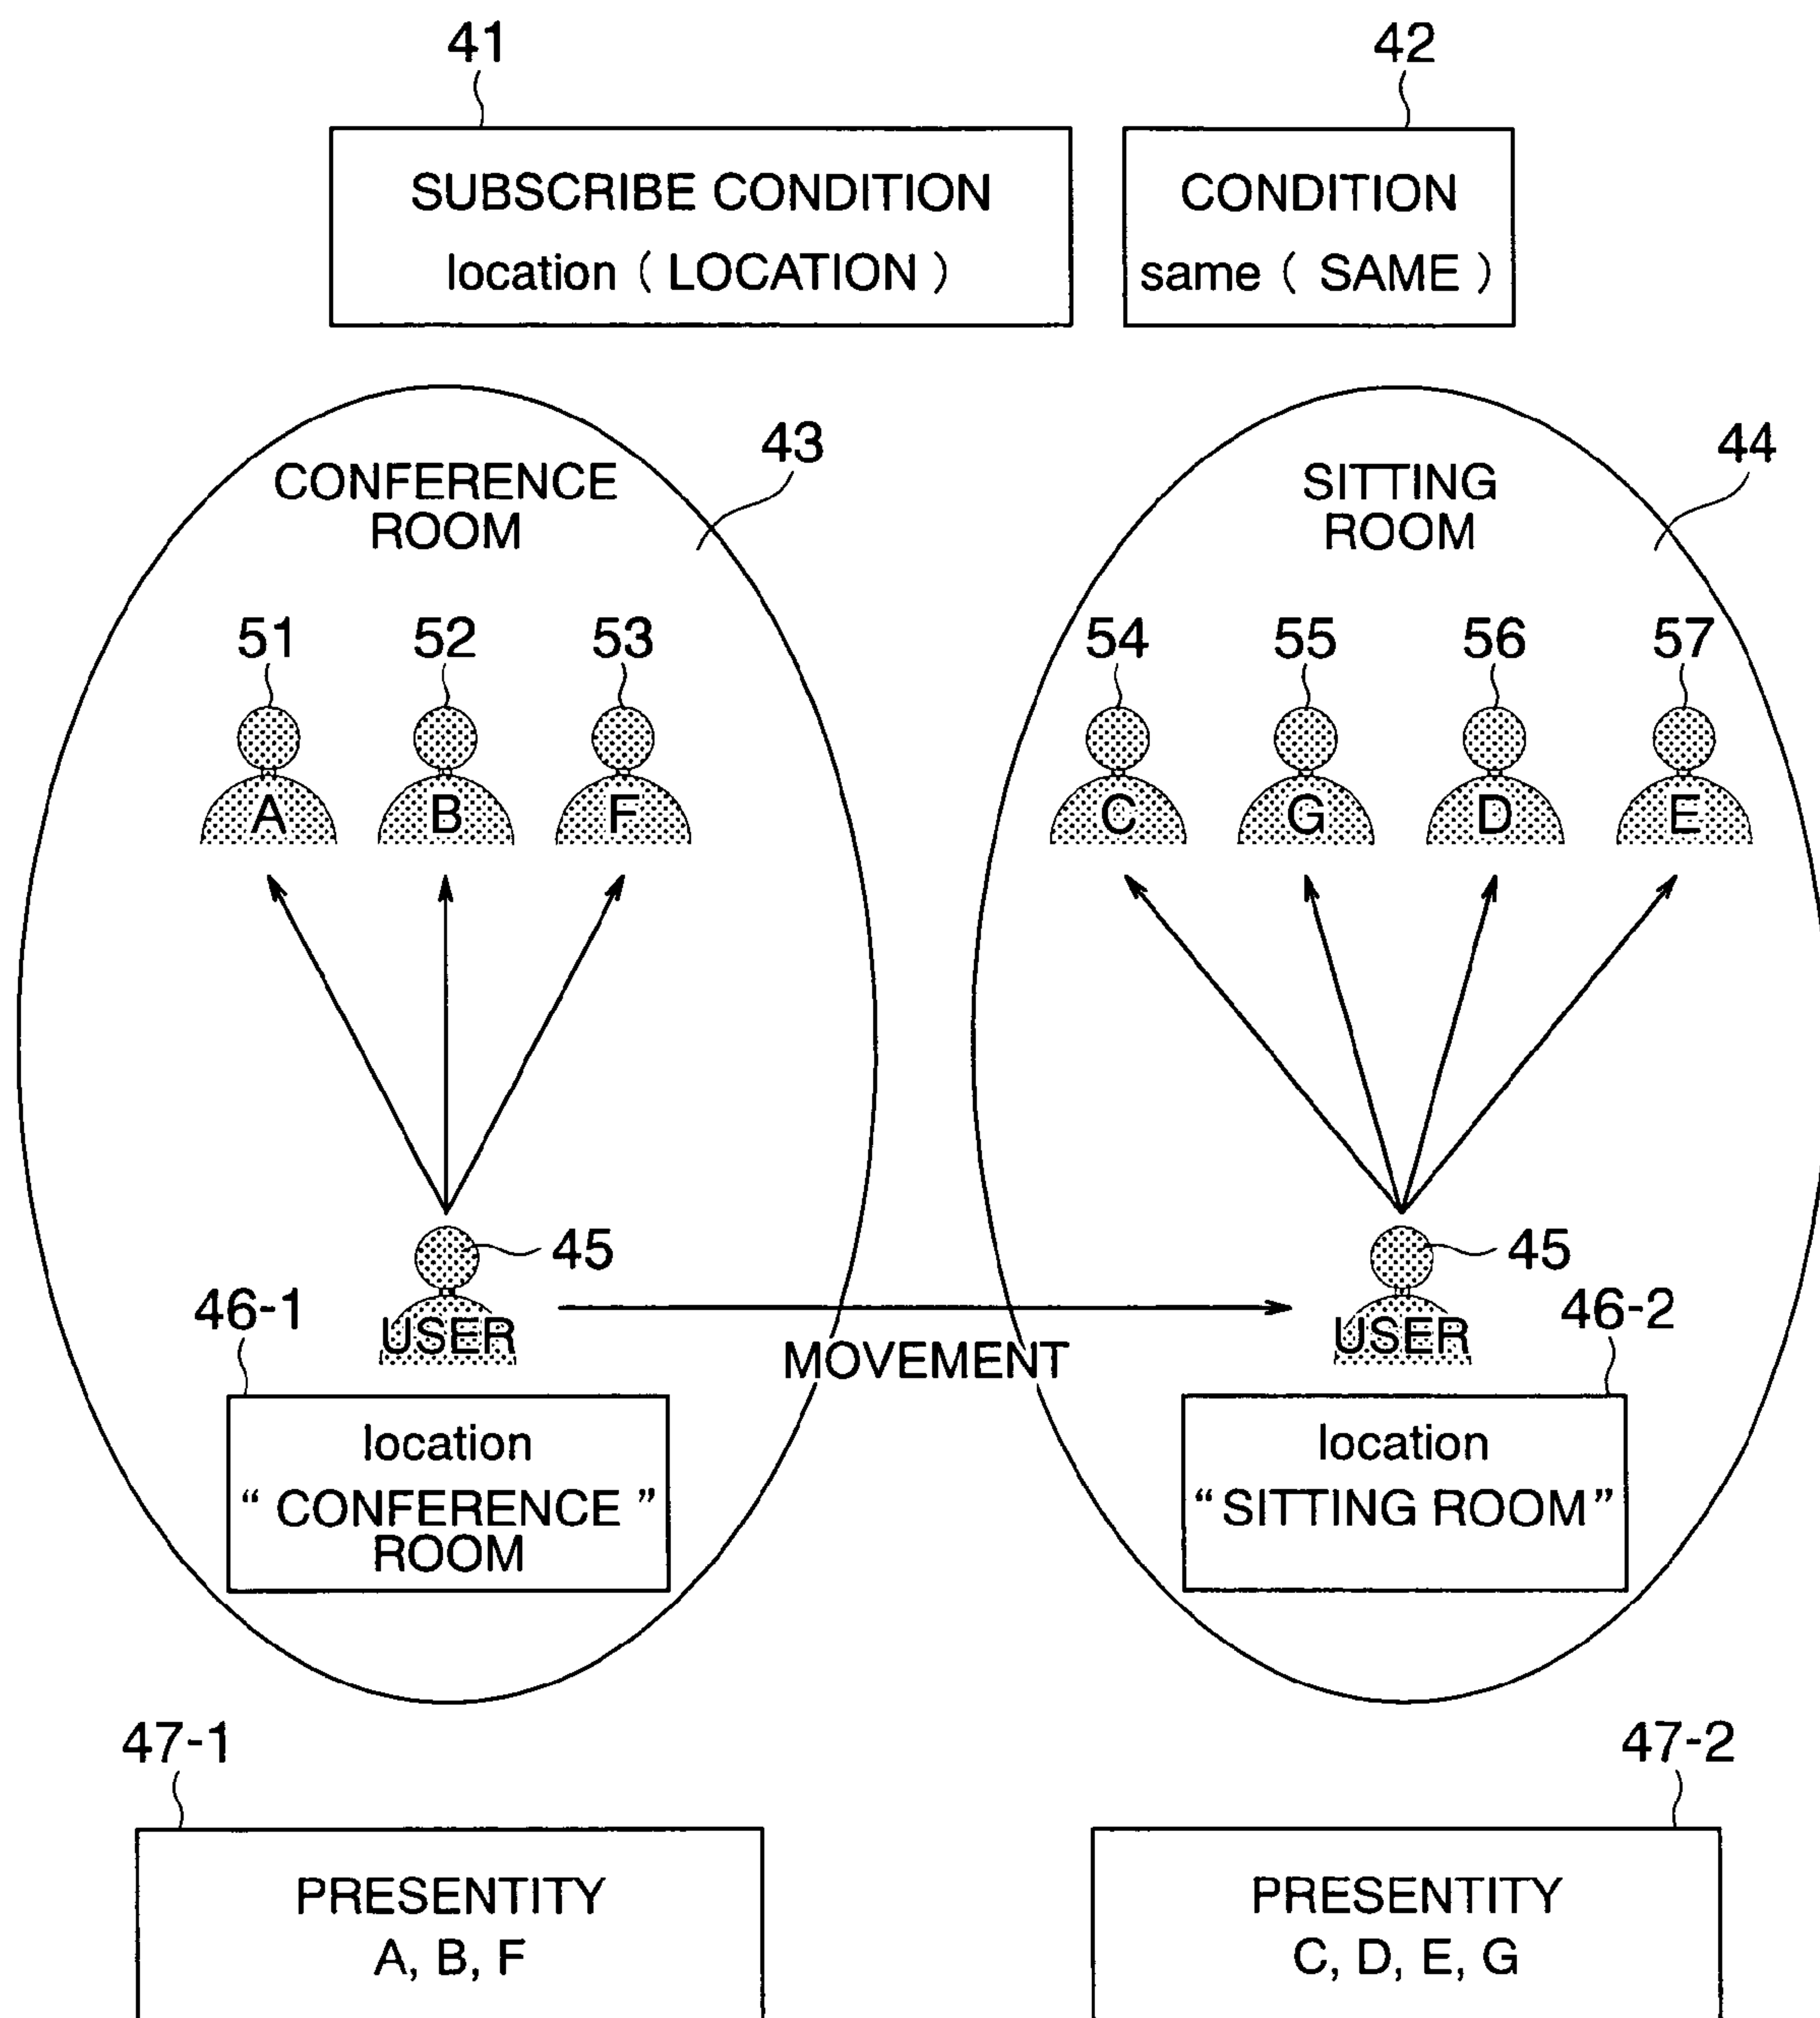 41
42
SUBSCRIBE CONDITION
location ( LOCATION )
CONDITION
same ( SAME )
43
44
CONFERENCE
ROOM
SITTING
ROOM
51
52
53
54
55
56
57
A
B
F
C
G
D
E
45
45
46-1
46-2
USER
USER
MOVEMENT
location
“ CONFERENCE ”
ROOM
location
“ SITTING ROOM ”
47-1
47-2
PRESENTITY
A, B, F
PRESENTITY
C, D, E, G